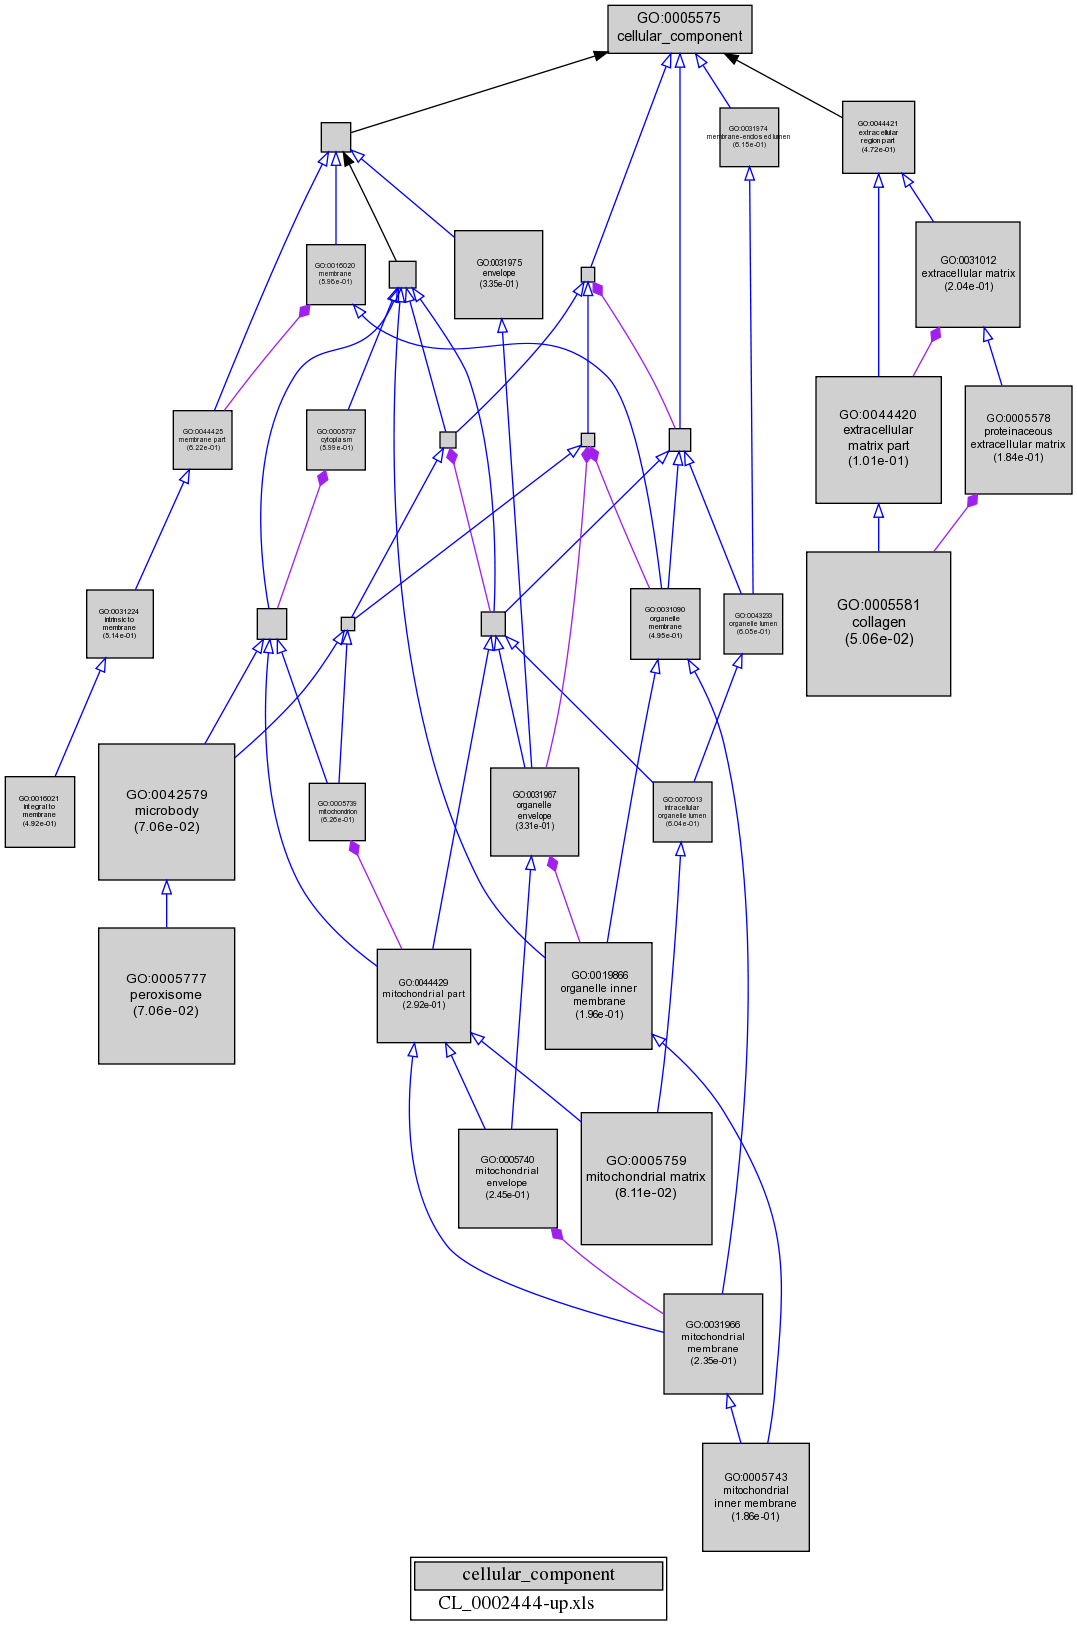 GO:0005575
cellular_component
GO:0031974
membrane-enclosed lumen
(6.15e-01)
GO:0044421
extracellular
region part
(4.72e-01)
GO:0016020
membrane
(5.96e-01)
GO:0031975
envelope
(3.35e-01)
GO:0031012
extracellular matrix
(2.04e-01)
GO:0044425
membrane part
(6.22e-01)
GO:0005737
cytoplasm
(5.99e-01)
GO:0044420
extracellular
matrix part
(1.01e-01)
GO:0005578
proteinaceous
extracellular matrix
(1.84e-01)
GO:0005581
collagen
(5.06e-02)
GO:0031224
intrinsic to
membrane
(5.14e-01)
GO:0031090
organelle
membrane
(4.95e-01)
GO:0043233
organelle lumen
(6.05e-01)
GO:0016021
integral to
membrane
(4.92e-01)
GO:0042579
microbody
(7.06e-02)
GO:0005739
mitochondrion
(6.26e-01)
GO:0031967
organelle
envelope
(3.31e-01)
GO:0070013
intracellular
organelle lumen
(6.04e-01)
GO:0005777
peroxisome
(7.06e-02)
GO:0044429
mitochondrial part
(2.92e-01)
GO:0019866
organelle inner
membrane
(1.96e-01)
GO:0005740
mitochondrial
envelope
(2.45e-01)
GO:0005759
mitochondrial matrix
(8.11e-02)
GO:0031966
mitochondrial
membrane
(2.35e-01)
GO:0005743
mitochondrial
inner membrane
(1.86e-01)
cellular_component
CL_0002444-up.xls